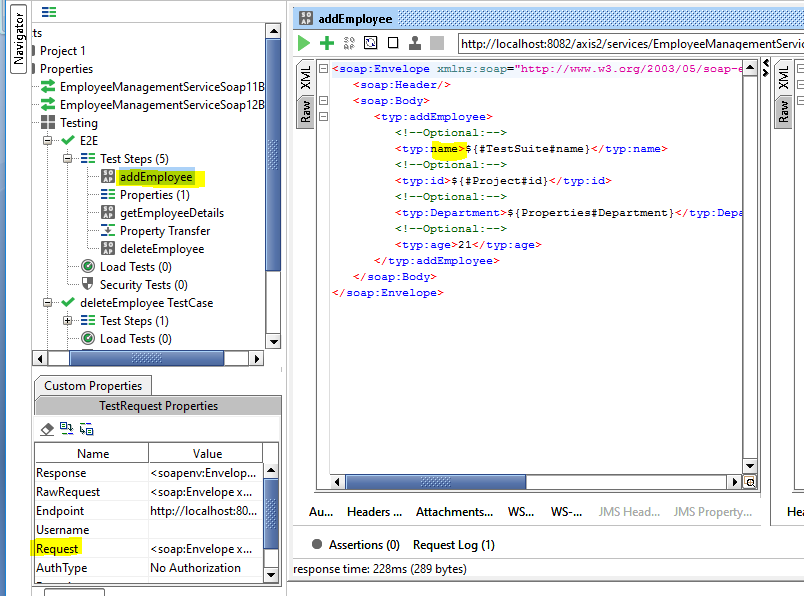 Navigator
ts
Project 1
Properties
EmployeeManagementServiceSoap11B
EmployeeManagementServiceSoap12B
Testing
E2E
Test Steps (5)
addEmployee
Properties (1)
getEmployeeDetails
Property Transfer
deleteEmployee
Load Tests (0)
Security Tests (0)
deleteEmployee TestCase
Test Steps (1)
Load Tests (0)
Custom Properties
TestRequest Properties
Name Value
Response <soapenv:Envelop...
RawRequest <soap:Envelope x...
Endpoint http://localhost:80...
Username
Request <soap:Envelope x...
AuthType No Authorization
SOAP addEmployee
http://localhost:8082/axis2/services/EmployeeManagementServic
XML
Raw
<soap:Envelope xmlns:soap="http://www.w3.org/2003/05/soap-e
<soap:Header/>
<soap:Body>
<typ:addEmployee>
<!--Optional:-->
<typ:name>${#TestSuite#name}</typ:name>
<!--Optional:-->
<typ:id>${#Project#id}</typ:id>
<!--Optional:-->
<typ:Department>${Properties#Department}</typ:Depa
<!--Optional:-->
<typ:age>21</typ:age>
</typ:addEmployee>
</soap:Body>
</soap:Envelope>
XML
Raw
Au... Headers ... Attachments... WS... WS-... JMS Head... JMS Property... He
Assertions (0) Request Log (1)
response time: 228ms (289 bytes)